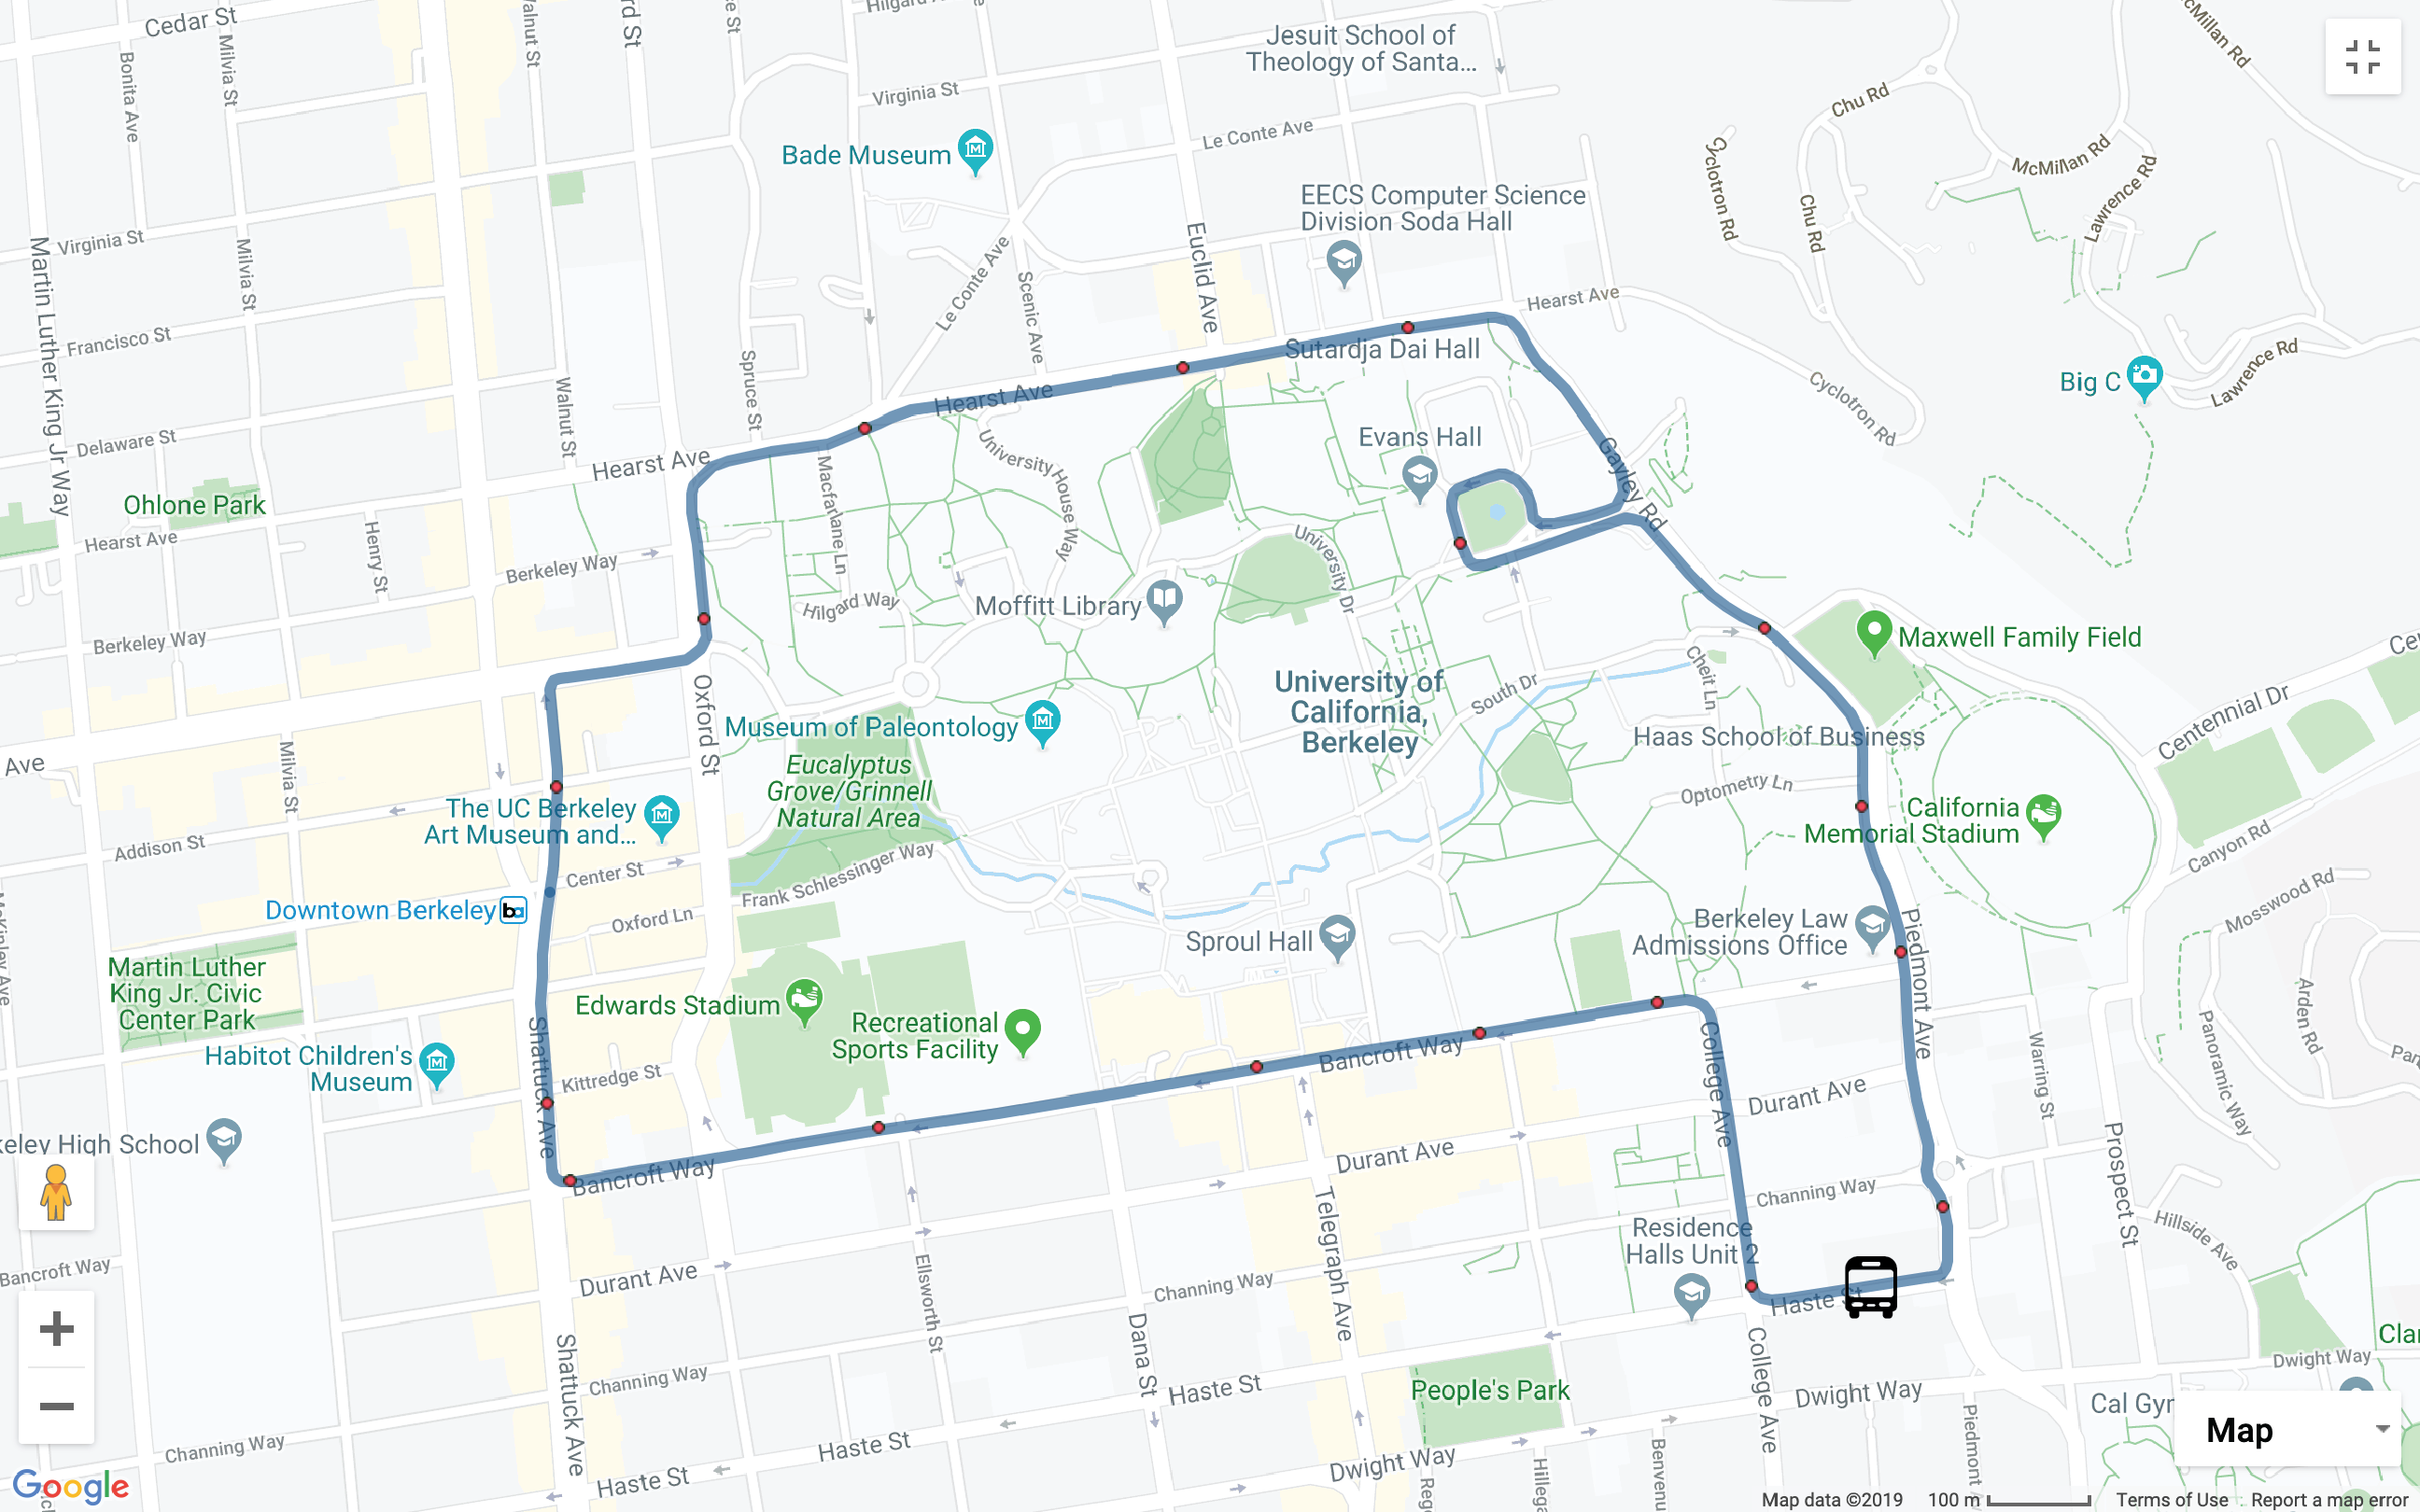 Cedar St
Bonita Ave
Milvia St
Walnut St
Virginia St
Jesuit School of
Theology of Santa...
Le Conte Ave
Chu Rd
McMillan Rd
McMillan Rd
Lawrence Rd
Cyclotron Rd
Chu Rd
Bade Museum
EECS Computer Science
Division Soda Hall
Martin Luther King Jr Way
Virginia St
Milvia St
Euclid Ave
Le Conte Ave
Scenic Ave
Hearst Ave
Francisco St
Spruce St
Walnut St
Sutardja Dai Hall
Lawrence Rd
Big C
Cyclotron Rd
Hearst Ave
Delaware St
Hearst Ave
Macfarlane Ln
University House Way
Evans Hall
Gayley Rd
Ohlone Park
Hearst Ave
Henry St
Berkeley Way
University Dr
Hilgard Way
Moffitt Library
Berkeley Way
Maxwell Family Field
Oxford St
University of
California,
Berkeley
South Dr
Cheit Ln
Centennial Dr
Museum of Paleontology
Haas School of Business
Ave
Milvia St
Eucalyptus
Grove/Grinnell
Natural Area
Optometry Ln
The UC Berkeley
Art Museum and...
California
Memorial Stadium
Addison St
Center St
Frank Schlessinger Way
Canyon Rd
Mosswood Rd
Downtown Berkeley
Oxford Ln
Sproul Hall
Berkeley Law
Admissions Office
Piedmont Ave
Martin Luther
King Jr. Civic
Center Park
Edwards Stadium
Recreational
Sports Facility
Arden Rd
Panoramic Way
Shattuck Ave
Habitot Children's
Museum
Kittredge St
Bancroft Way
College Ave
Durant Ave
Warring St
keley High School
Bancroft Way
Durant Ave
Prospect St
Channing Way
Telegraph Ave
Residence
Halls Unit 2
Hillside Ave
Bancroft Way
Durant Ave
Ellsworth St
Channing Way
Haste St
Shattuck Ave
Dana St
College Ave
Channing Way
Haste St
People's Park
Dwight Way
Dwight Way
Cal Gyr
Channing Way
Haste St
Haste St
Dwight Way
Piedmont
Map
Google
Map data ©2019
100 m
Terms of Use
Report a map error